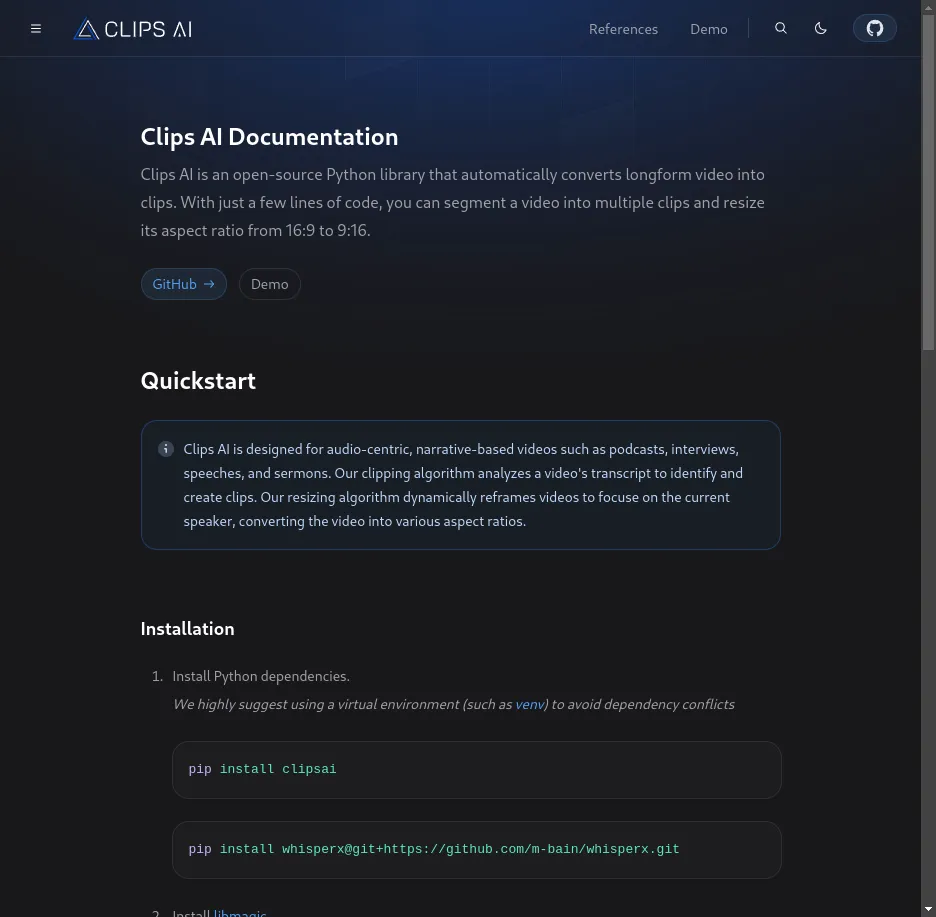 CLIPS AI
References
Demo
Clips AI Documentation
Clips AI is an open-source Python library that automatically converts longform video into
clips. With just a few lines of code, you can segment a video into multiple clips and resize
its aspect ratio from 16:9 to 9:16.
GitHub →
Demo
Quickstart
Clips AI is designed for audio-centric, narrative-based videos such as podcasts, interviews,
speeches, and sermons. Our clipping algorithm analyzes a video's transcript to identify and
create clips. Our resizing algorithm dynamically reframes videos to focuse on the current
speaker, converting the video into various aspect ratios.
Installation
1. Install Python dependencies.
We highly suggest using a virtual environment (such as venv) to avoid dependency conflicts
pip install clipsai
pip install whisperx@git+https://github.com/m-bain/whisperx.git
2. Install libmagic